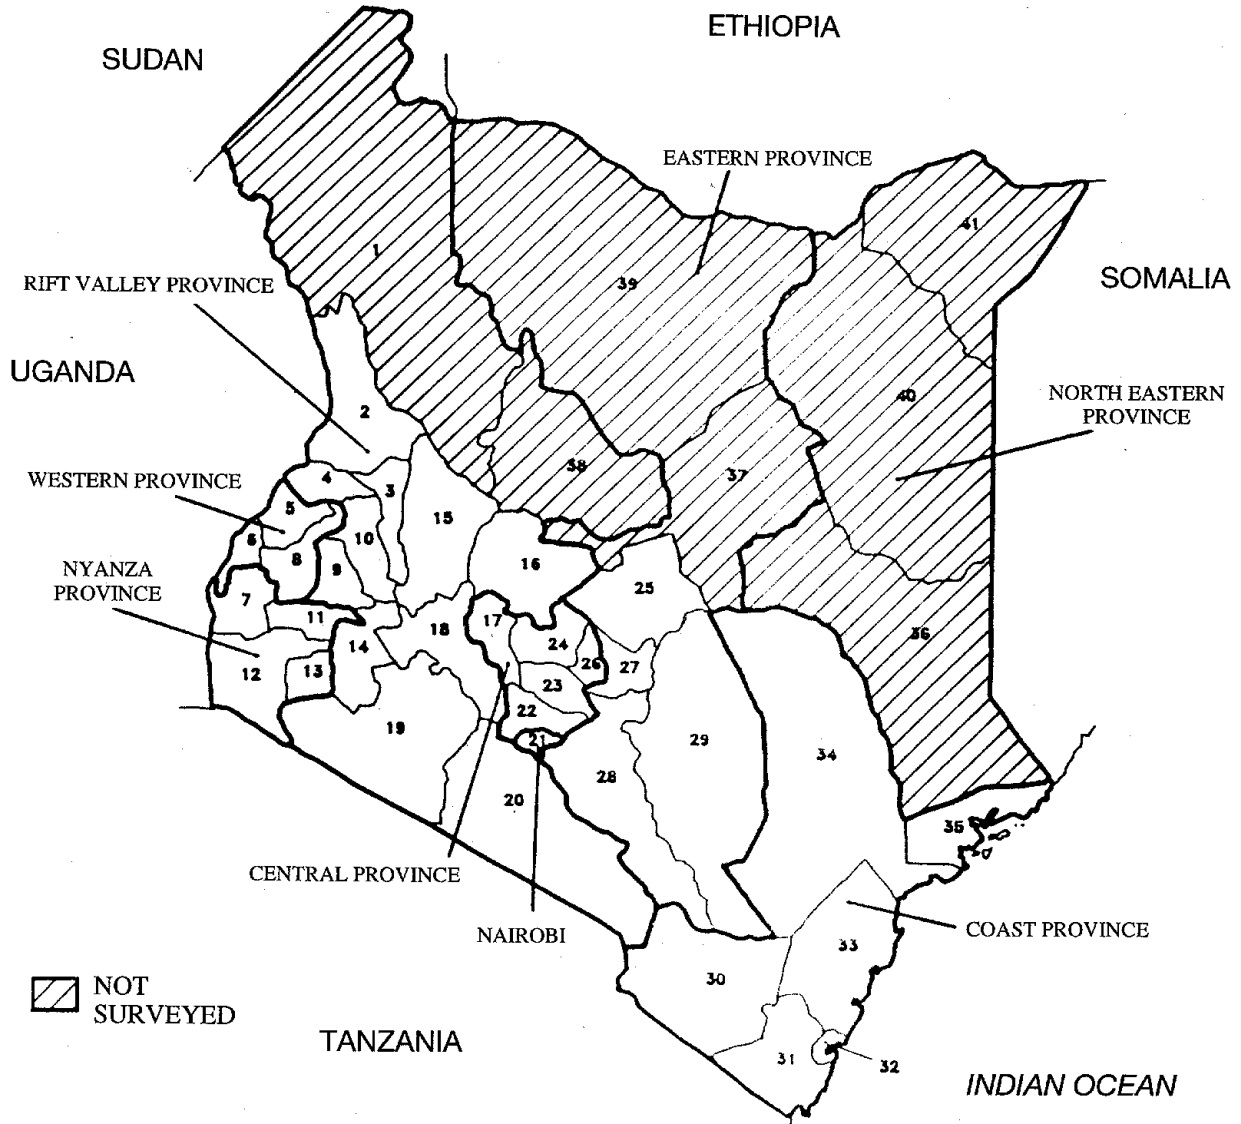 ETHIOPIA
SUDAN
EASTERN PROVINCE
41
1
RIFT VALLEY PROVINCE
39
SOMALIA
UGANDA
40
NORTH EASTERN
PROVINCE
2
38
37
WESTERN PROVINCE
4
3
5
15
6
10
8
9
16
NYANZA
PROVINCE
7
25
11
17
18
36
24
14
12
13
26
27
23
22
19
21
29
34
28
20
35
CENTRAL PROVINCE
NAIROBI
COAST PROVINCE
33
30
NOT
SURVEYED
TANZANIA
31
32
INDIAN OCEAN